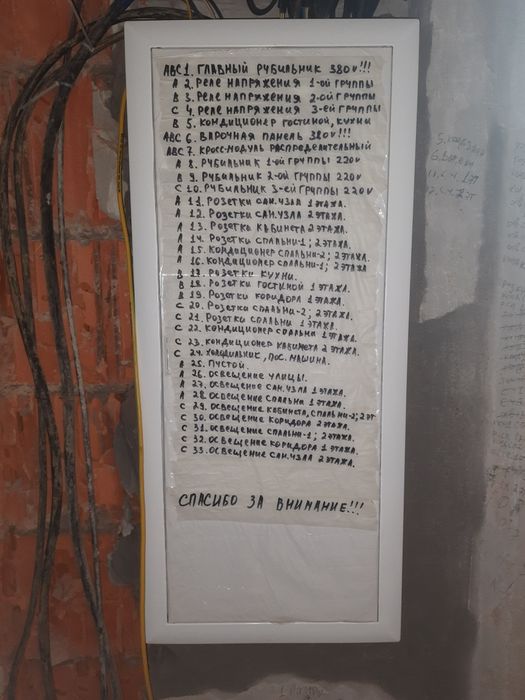 ABC 1. ГЛАВНЫЙ РУБИЛЬНИК 380V!!!
A 2. РЕЛЕ НАПРЯЖЕНИЯ 1-ОЙ ГРУППЫ
B 3. РЕЛЕ НАПРЯЖЕНИЯ 2-ОЙ ГРУППЫ
C 4. РЕЛЕ НАПРЯЖЕНИЯ 3-ЕЙ ГРУППЫ
B 5. КОНДИЦИОНЕР ГОСТИНОЙ, КУХНИ
ABC 6. ВАРОЧНАЯ ПАНЕЛЬ 380V!!!
ABC 7. КРОСС-МОДУЛЬ РАСПРЕДЕЛИТЕЛЬНЫЙ
A 8. РУБИЛЬНИК 1-ОЙ ГРУППЫ 220V
B 9. РУБИЛЬНИК 2-ОЙ ГРУППЫ 220V
C 10. РУБИЛЬНИК 3-ЕЙ ГРУППЫ 220V
A 11. РОЗЕТКИ САН.УЗЛА 1 ЭТАЖА.
A 12. РОЗЕТКИ САН.УЗЛА 2 ЭТАЖА.
A 13. РОЗЕТКИ КАБИНЕТА 2 ЭТАЖА.
A 14. РОЗЕТКИ СПАЛЬНИ-1; 2 ЭТАЖА.
A 15. КОНДИЦИОНЕР СПАЛЬНИ-2; 2 ЭТАЖА.
A 16. КОНДИЦИОНЕР СПАЛЬНИ-1; 2 ЭТАЖА
B 17. РОЗЕТКИ КУХНИ.
B 18. РОЗЕТКИ ГОСТИНОЙ 1 ЭТАЖА.
B 19. РОЗЕТКИ КОРИДОРА 1 ЭТАЖА.
C 20. РОЗЕТКИ СПАЛЬНИ-2; 2 ЭТАЖА.
C 21. РОЗЕТКИ СПАЛЬНИ 1 ЭТАЖА.
C 22. КОНДИЦИОНЕР СПАЛЬНИ 1 ЭТАЖА.
C 23. КОНДИЦИОНЕР КАБИНЕТА 2 ЭТАЖА.
C 24. ХОЛОДИЛЬНИК, ПОС. МАШИНА.
A 25. ПУСТОЙ.
A 26. ОСВЕЩЕНИЕ УЛИЦЫ.
A 27. ОСВЕЩЕНИЕ САН.УЗЛА 1 ЭТАЖА.
A 28. ОСВЕЩЕНИЕ СПАЛЬНИ 1 ЭТАЖА.
C 29. ОСВЕЩЕНИЕ КАБИНЕТА, СПАЛЬНИ-2; 2 ЭТ
C 30. ОСВЕЩЕНИЕ КОРИДОРА 2 ЭТАЖА.
C 31. ОСВЕЩЕНИЕ СПАЛЬНИ-1; 2 ЭТАЖА.
C 32. ОСВЕЩЕНИЕ КОРИДОРА 1 ЭТАЖА.
C 33. ОСВЕЩЕНИЕ САН.УЗЛА 2 ЭТАЖА.
СПАСИБО ЗА ВНИМАНИЕ!!!